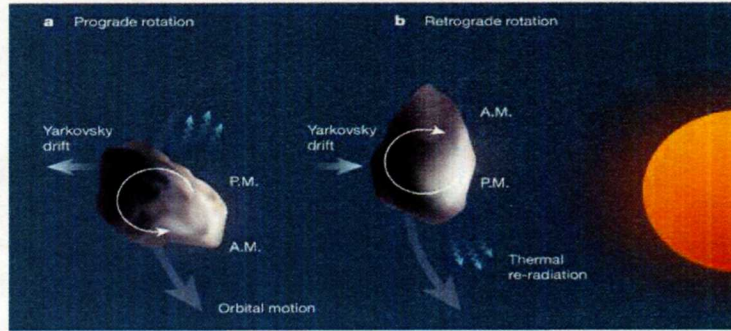 a Prograde rotation
b Retrograde rotation
Yarkovsky
drift
P.M.
A.M.
Orbital motion
Yarkovsky
drift
A.M.
P.M.
Thermal
re-radiation